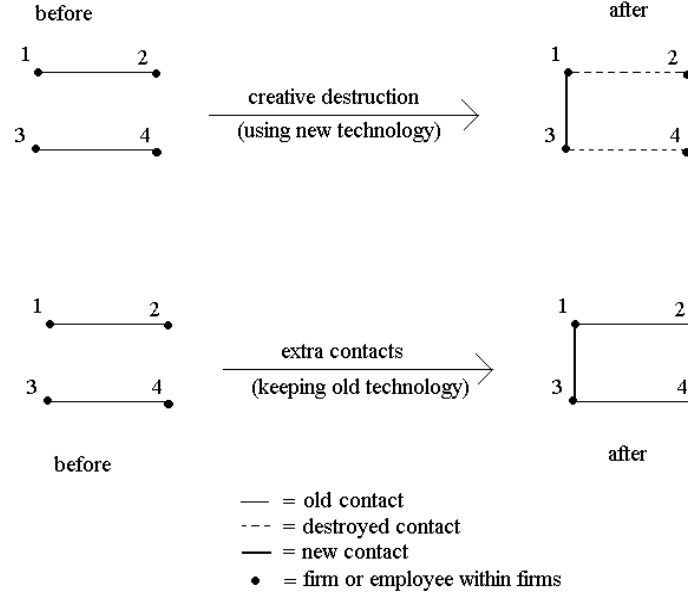 before
after
1 2
creative destruction
1 2
3 4
(using new technology)
3 4
1 2
extra contacts
1 2
3 4
(keeping old technology)
3 4
before
after
= old contact
= destroyed contact
= new contact
= firm or employee within firms